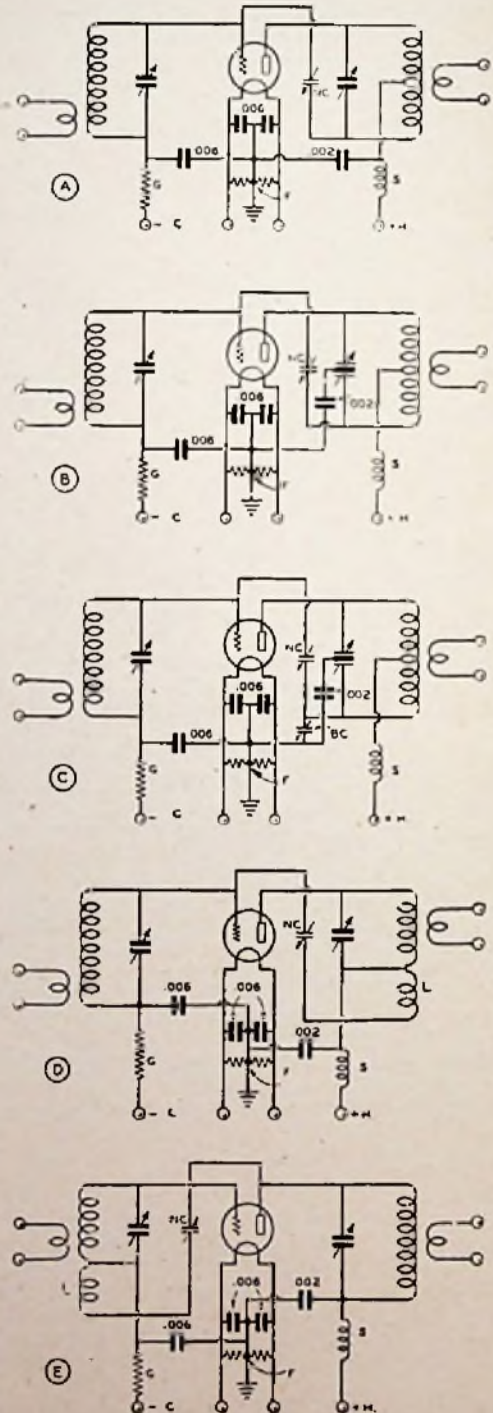 .006
NC
A
.006
.002
G
F
S
- C
+ H
B
NC
.006
.002
.006
G
F
S
- C
+ H
C
NC
.006
.002
.006
BC
G
F
S
- C
+ H
D
NC
.006
.006
L
.002
G
F
S
- C
+ H
E
NC
L
.006
.002
.006
G
F
S
- C
+ H.